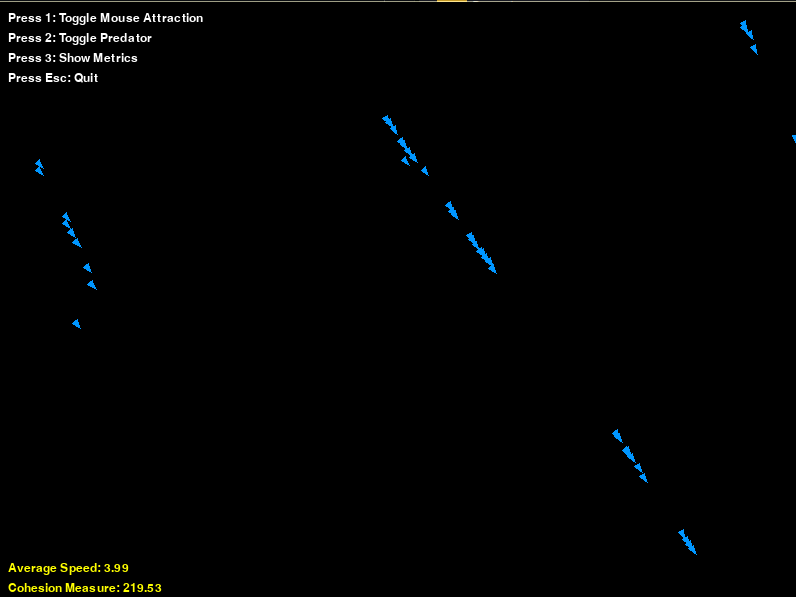 Press 1: Toggle Mouse Attraction
Press 2: Toggle Predator
Press 3: Show Metrics
Press Esc: Quit
Average Speed: 3.99
Cohesion Measure: 219.53